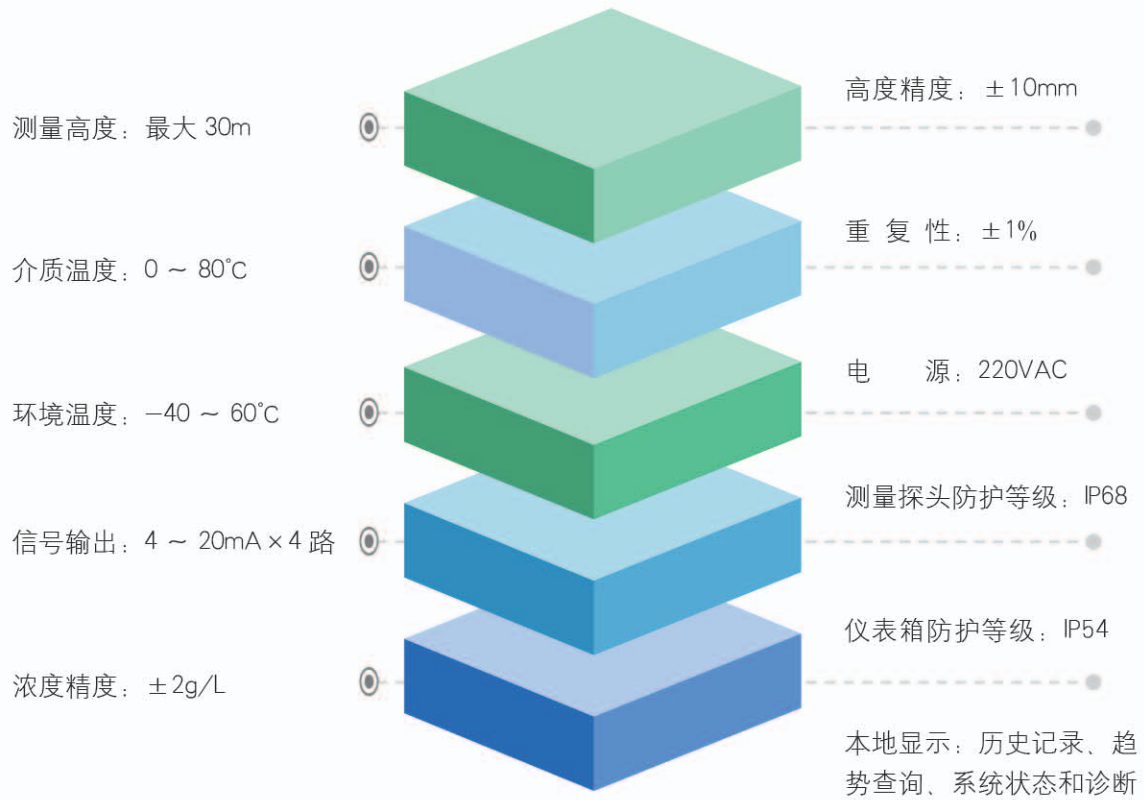 测量高度：最大 30m
介质温度：0 ~ 80℃
环境温度：-40 ~ 60℃
信号输出：4 ~ 20mA×4 路
浓度精度：±2g/L
高度精度：±10mm
重 复 性：±1%
电　　源：220VAC
测量探头防护等级：IP68
仪表箱防护等级：IP54
本地显示：历史记录、趋
势查询、系统状态和诊断